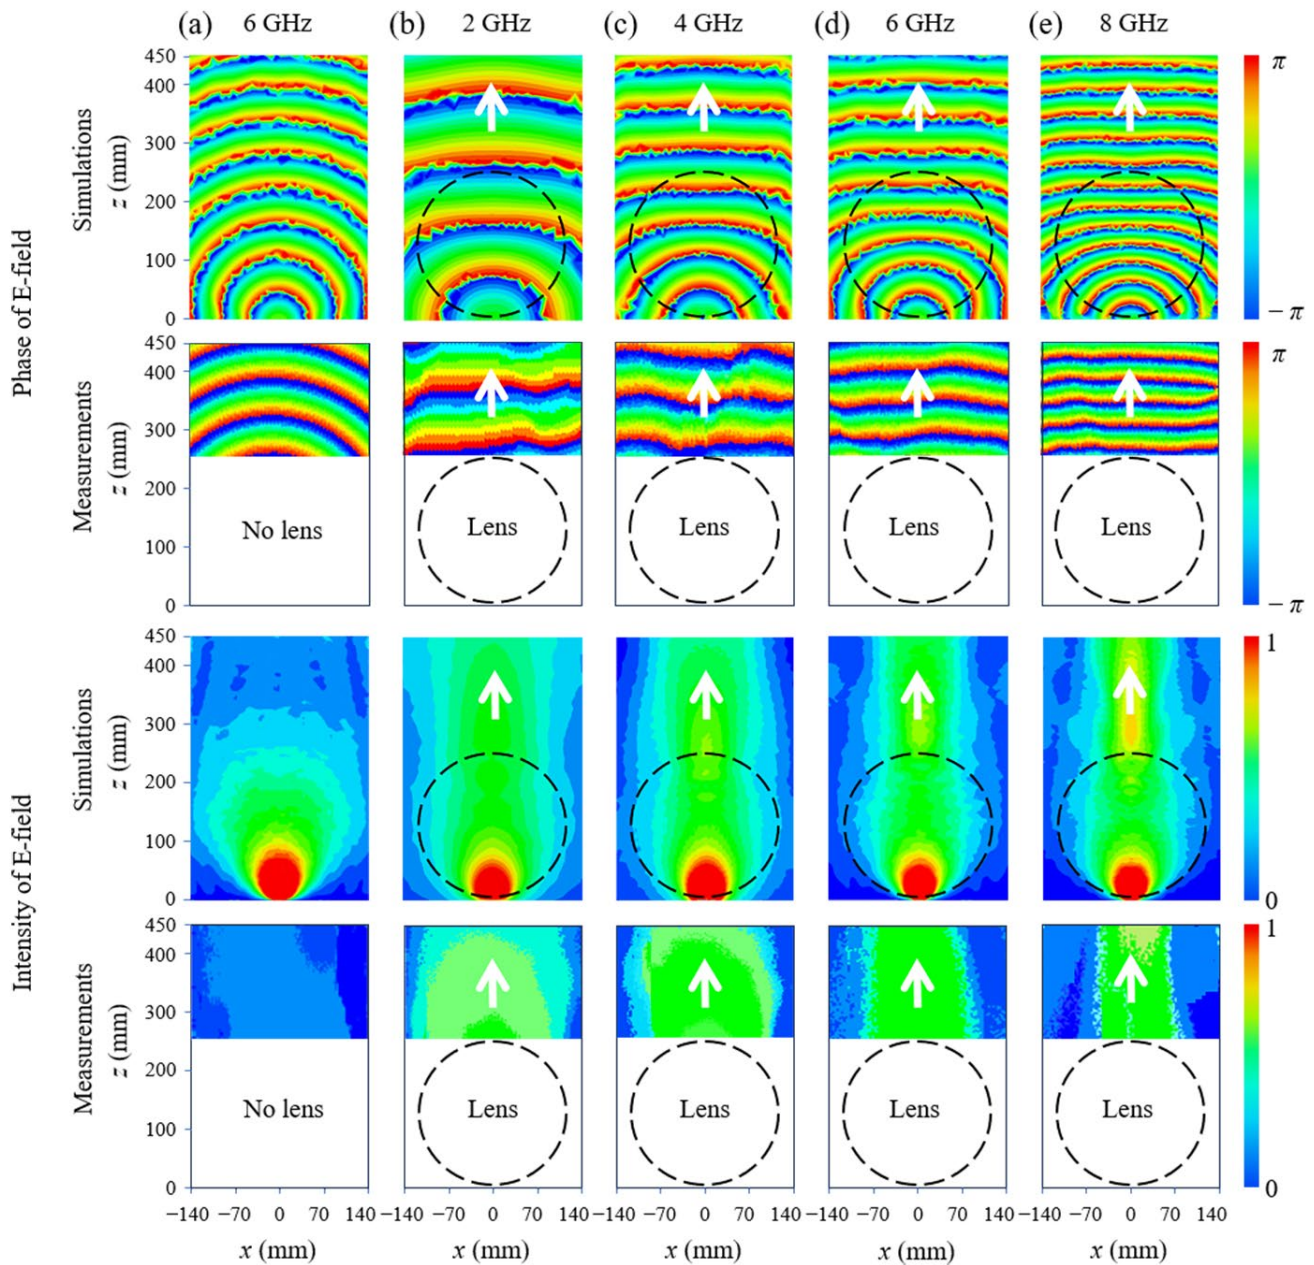 (a) 6 GHz (b) 2 GHz (c) 4 GHz (d) 6 GHz (e) 8 GHz
Phase of E-field
Simulations
z (mm)
450
400
300
200
100
0
π
−π
Measurements
z (mm)
450
400
300
200
100
0
No lens Lens Lens Lens Lens
π
−π
Intensity of E-field
Simulations
z (mm)
450
400
300
200
100
0
1
0
Measurements
z (mm)
450
400
300
200
100
0
No lens Lens Lens Lens Lens
1
0
−140 −70 0 70 140 −140 −70 0 70 140 −140 −70 0 70 140 −140 −70 0 70 140 −140 −70 0 70 140
x (mm) x (mm) x (mm) x (mm) x (mm)